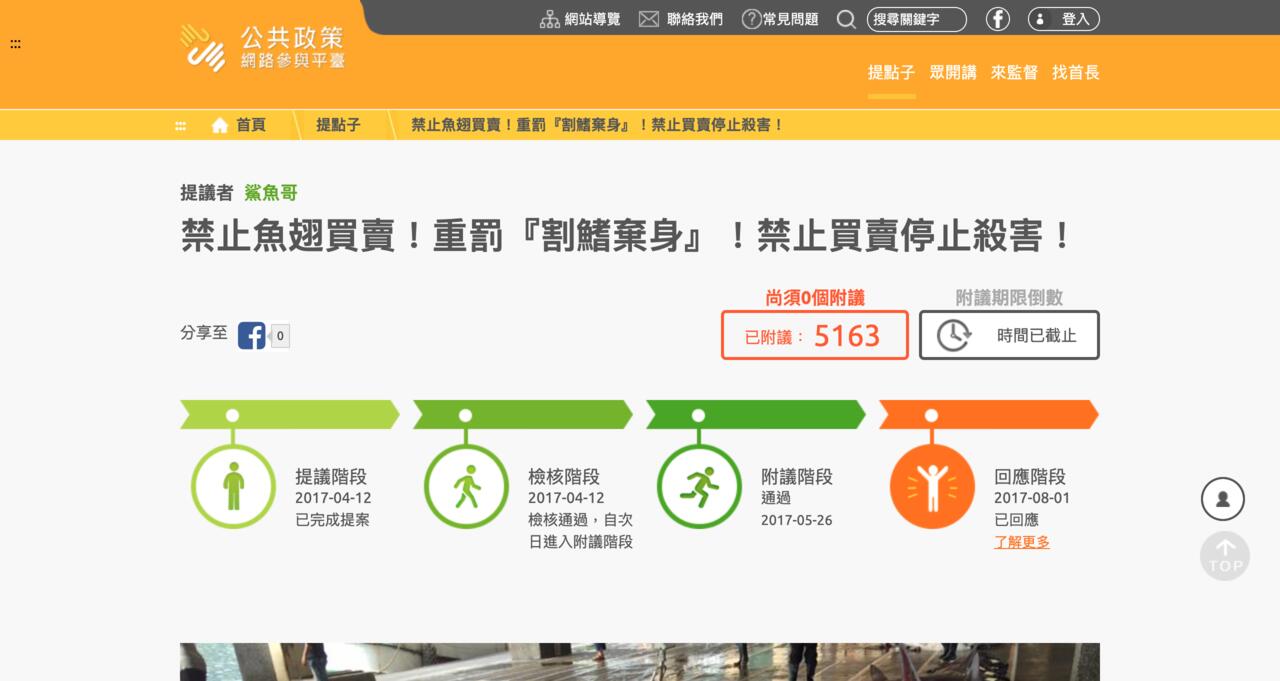 網站導覽
聯絡我們
常見問題
搜尋關鍵字
登入
公共政策
網路參與平臺
提點子
眾開講
來監督
找首長
首頁
提點子
禁止魚翅買賣！重罰『割鰭棄身』！禁止買賣停止殺害！
提議者 鯊魚哥
禁止魚翅買賣！重罰『割鰭棄身』！禁止買賣停止殺害！
分享至
0
尚須0個附議
已附議： 5163
附議期限倒數
時間已截止
提議階段
2017-04-12
已完成提案
檢核階段
2017-04-12
檢核通過，自次
日進入附議階段
附議階段
通過
2017-05-26
回應階段
2017-08-01
已回應
了解更多
TOP